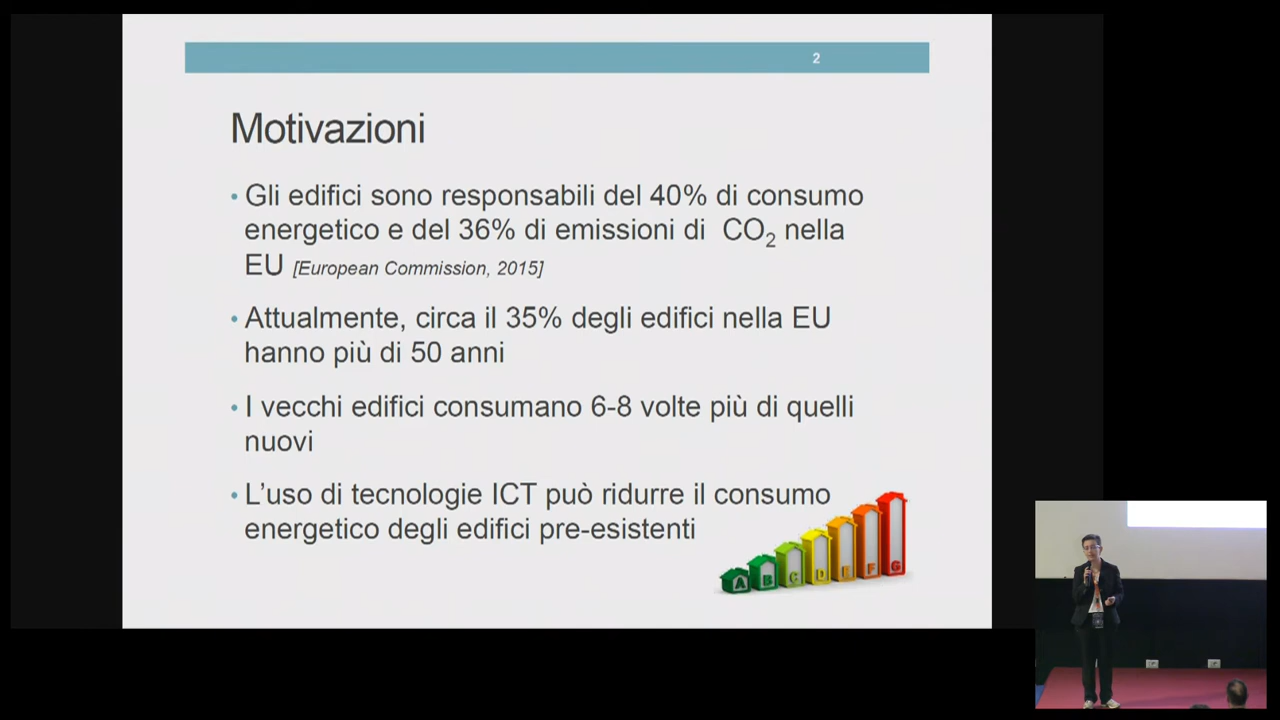 2
Motivazioni
• Gli edifici sono responsabili del 40% di consumo
energetico e del 36% di emissioni di CO₂ nella
EU [European Commission, 2015]
• Attualmente, circa il 35% degli edifici nella EU
hanno più di 50 anni
• I vecchi edifici consumano 6-8 volte più di quelli
nuovi
• L’uso di tecnologie ICT può ridurre il consumo
energetico degli edifici pre-esistenti
A B C D E F G